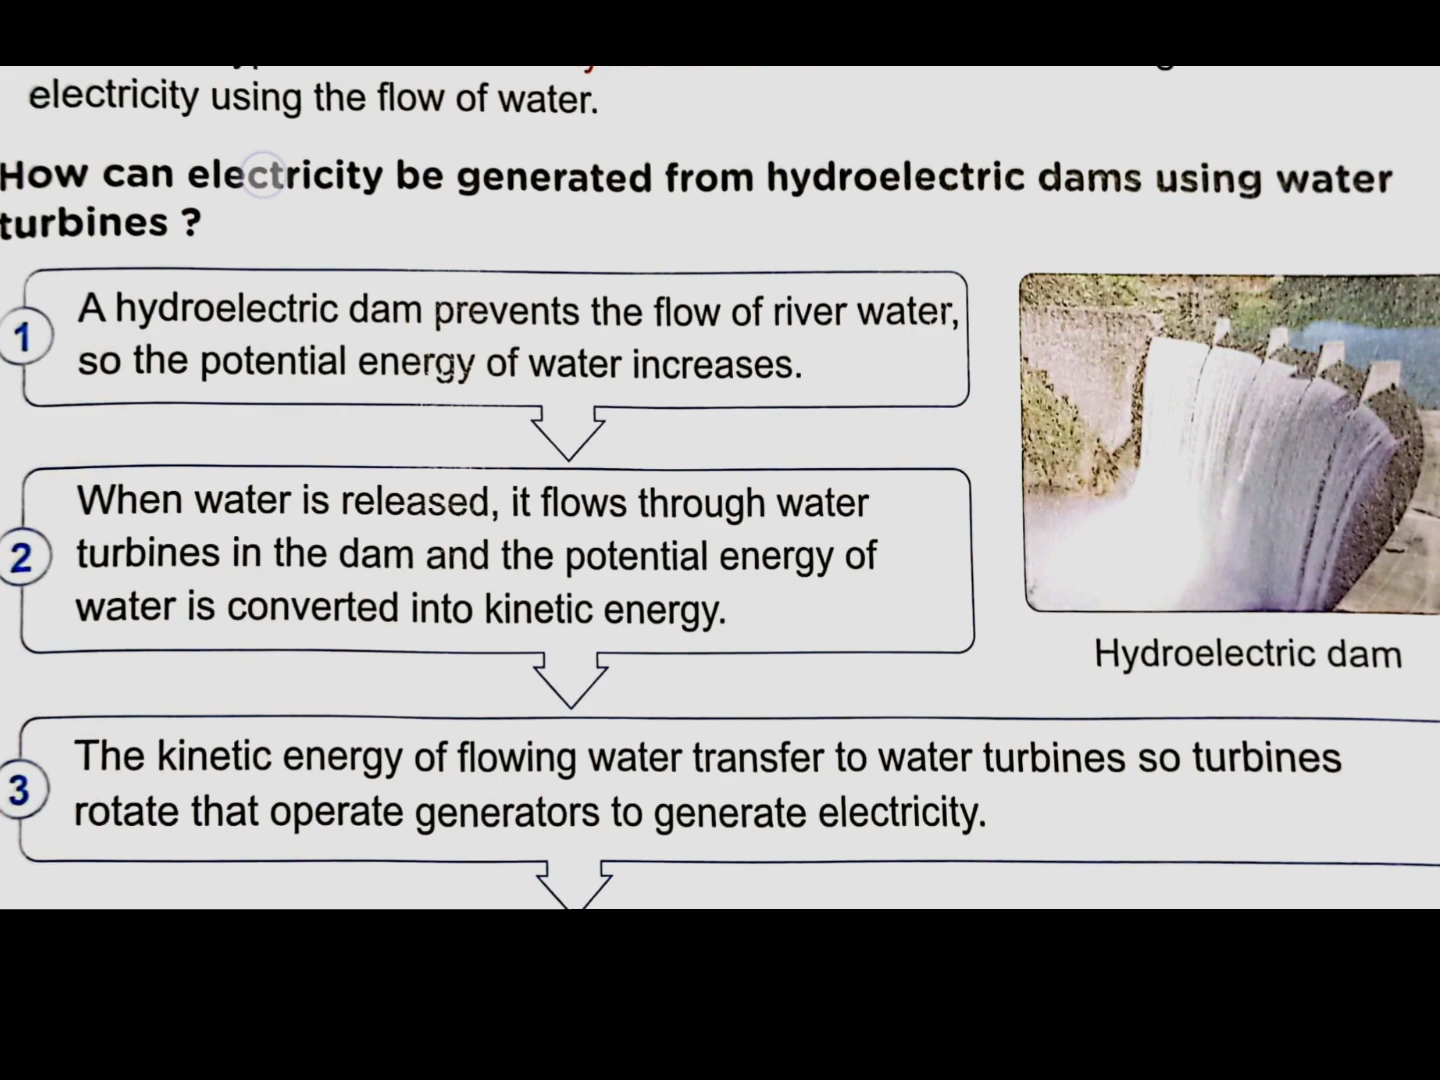 electricity using the flow of water.
How can electricity be generated from hydroelectric dams using water
turbines ?
1
A hydroelectric dam prevents the flow of river water,
so the potential energy of water increases.
2
When water is released, it flows through water
turbines in the dam and the potential energy of
water is converted into kinetic energy.
Hydroelectric dam
3
The kinetic energy of flowing water transfer to water turbines so turbines
rotate that operate generators to generate electricity.